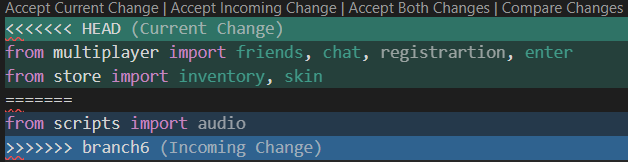 Accept Current Change | Accept Incoming Change | Accept Both Changes | Compare Changes
<<<<<<< HEAD (Current Change)
from multiplayer import friends, chat, registrartion, enter
from store import inventory, skin
=======
from scripts import audio
>>>>>>> branch6 (Incoming Change)